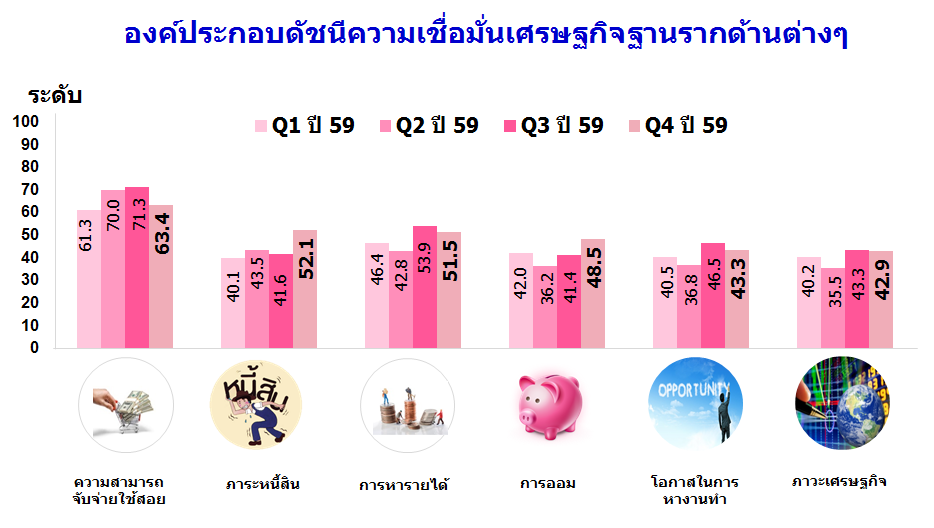 องค์ประกอบดัชนีความเชื่อมั่นเศรษฐกิจฐานรากด้านต่างๆ
ระดับ
Q1 ปี 59 Q2 ปี 59 Q3 ปี 59 Q4 ปี 59
100
90
80
70
60
50
40
30
20
10
0
61.3 70.0 71.3 63.4
40.1 43.5 41.6 52.1
46.4 42.8 53.9 51.5
42.0 36.2 41.4 48.5
40.5 36.8 46.5 43.3
40.2 35.5 43.3 42.9
หนี้สิน
OPPORTUNITY
ความสามารถ
จับจ่ายใช้สอย
ภาระหนี้สิน
การหารายได้
การออม
โอกาสในการ
หางานทำ
ภาวะเศรษฐกิจ